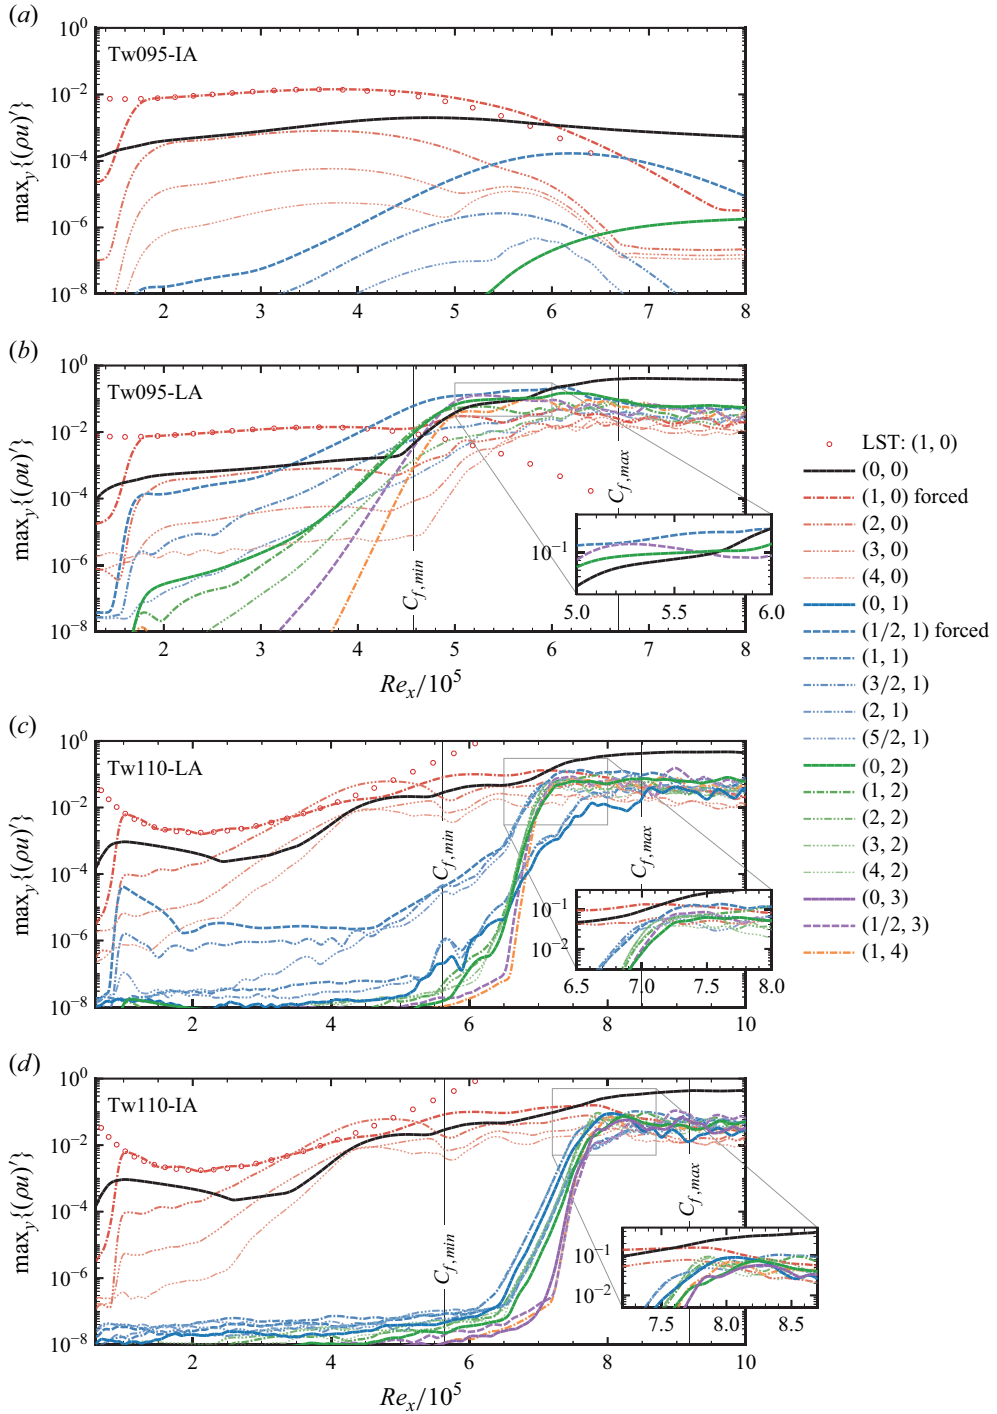 (a)
10^0
10^-2
10^-4
10^-6
10^-8
max_y{(ρu)′}
Tw095-IA
2 3 4 5 6 7 8
(b)
10^0
10^-2
10^-4
10^-6
10^-8
max_y{(ρu)′}
Tw095-LA
C_f,min
C_f,max
10^-1
5.0 5.5 6.0
2 3 4 5 6 7 8
Re_x/10^5
LST: (1, 0)
(0, 0)
(1, 0) forced
(2, 0)
(3, 0)
(4, 0)
(0, 1)
(1/2, 1) forced
(1, 1)
(3/2, 1)
(2, 1)
(5/2, 1)
(0, 2)
(1, 2)
(2, 2)
(3, 2)
(4, 2)
(0, 3)
(1/2, 3)
(1, 4)
(c)
10^0
10^-2
10^-4
10^-6
10^-8
max_y{(ρu)′}
Tw110-LA
C_f,min
C_f,max
10^-1
10^-2
6.5 7.0 7.5 8.0
2 3 4 5 6 7 8 9 10
(d)
10^0
10^-2
10^-4
10^-6
10^-8
max_y{(ρu)′}
Tw110-IA
C_f,min
C_f,max
10^-1
10^-2
7.5 8.0 8.5
2 3 4 5 6 7 8 9 10
Re_x/10^5